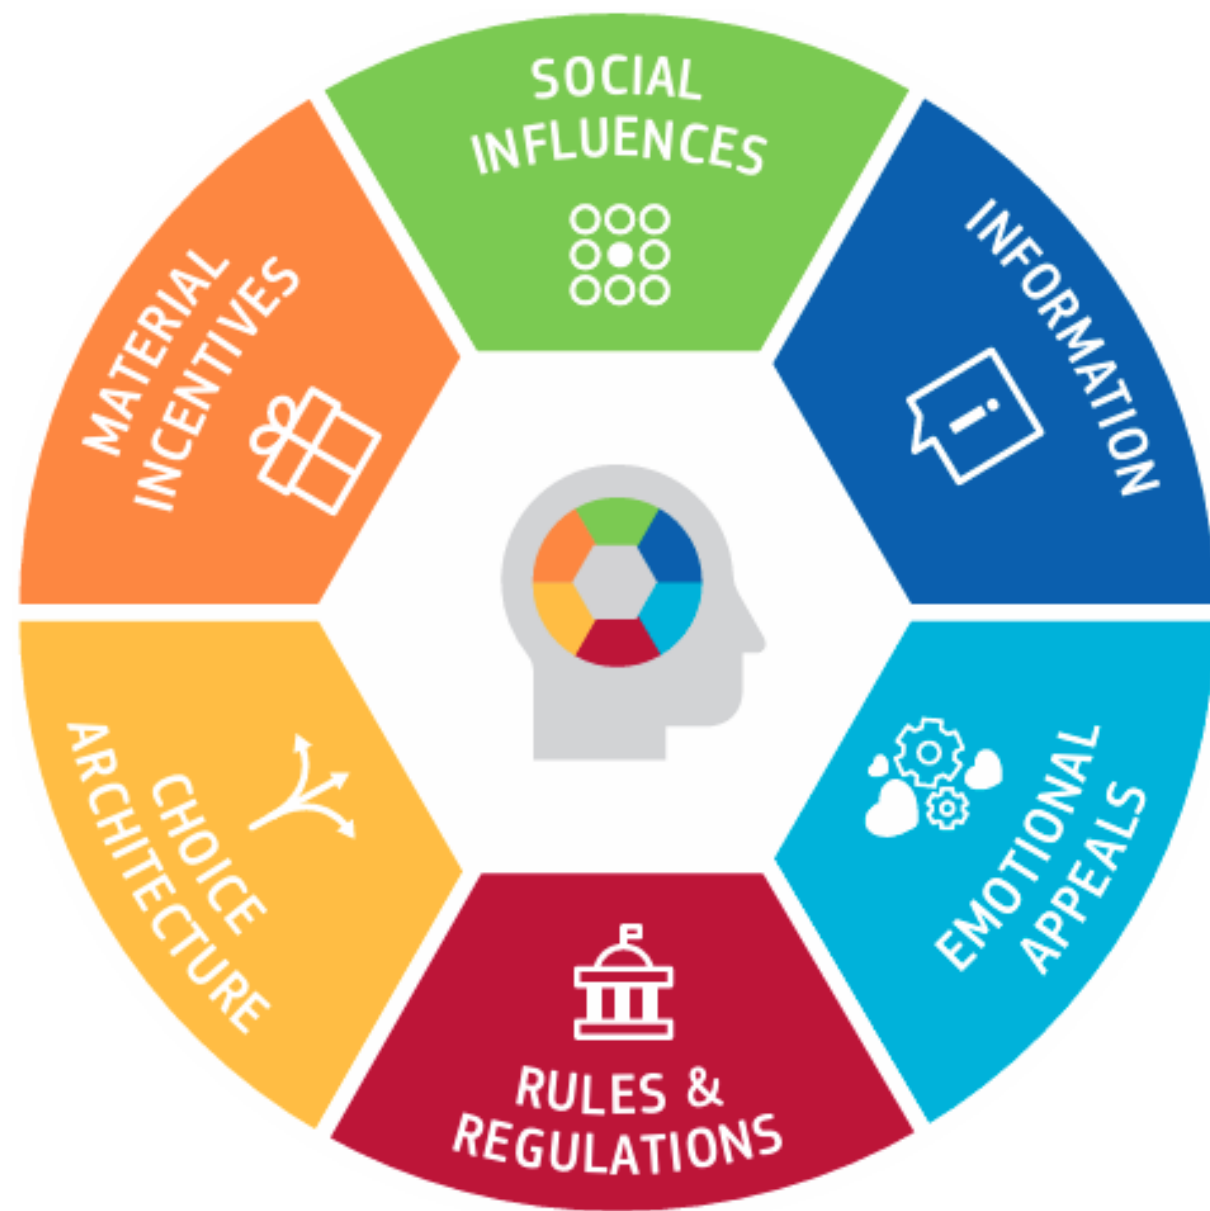 SOCIAL
INFLUENCES
INFORMATION
EMOTIONAL
APPEALS
RULES &
REGULATIONS
CHOICE
ARCHITECTURE
MATERIAL
INCENTIVES